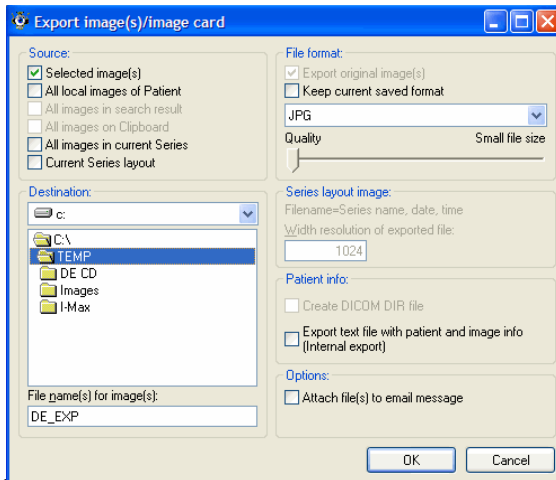 Export image(s)/image card
Source:
Selected image(s)
All local images of Patient
All images in search result
All images on Clipboard
All images in current Series
Current Series layout
Destination:
c:
C:\
TEMP
DE CD
Images
I-Max
File name(s) for image(s):
DE_EXP
File format:
Export original image(s)
Keep current saved format
JPG
Quality Small file size
Series layout image:
Filename=Series name, date, time
Width resolution of exported file:
1024
Patient info:
Create DICOM DIR file
Export text file with patient and image info
(Internal export)
Options:
Attach file(s) to email message
OK Cancel